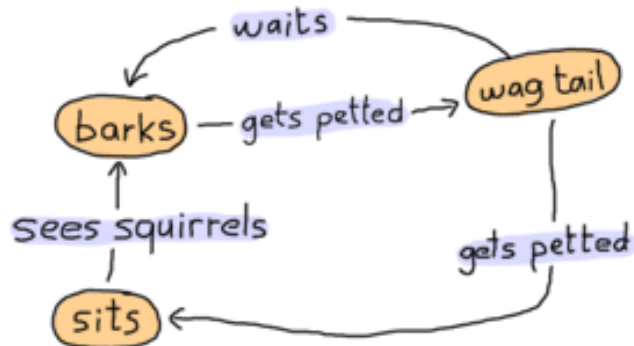 waits
wag tail
barks
gets petted
sees squirrels
gets petted
sits